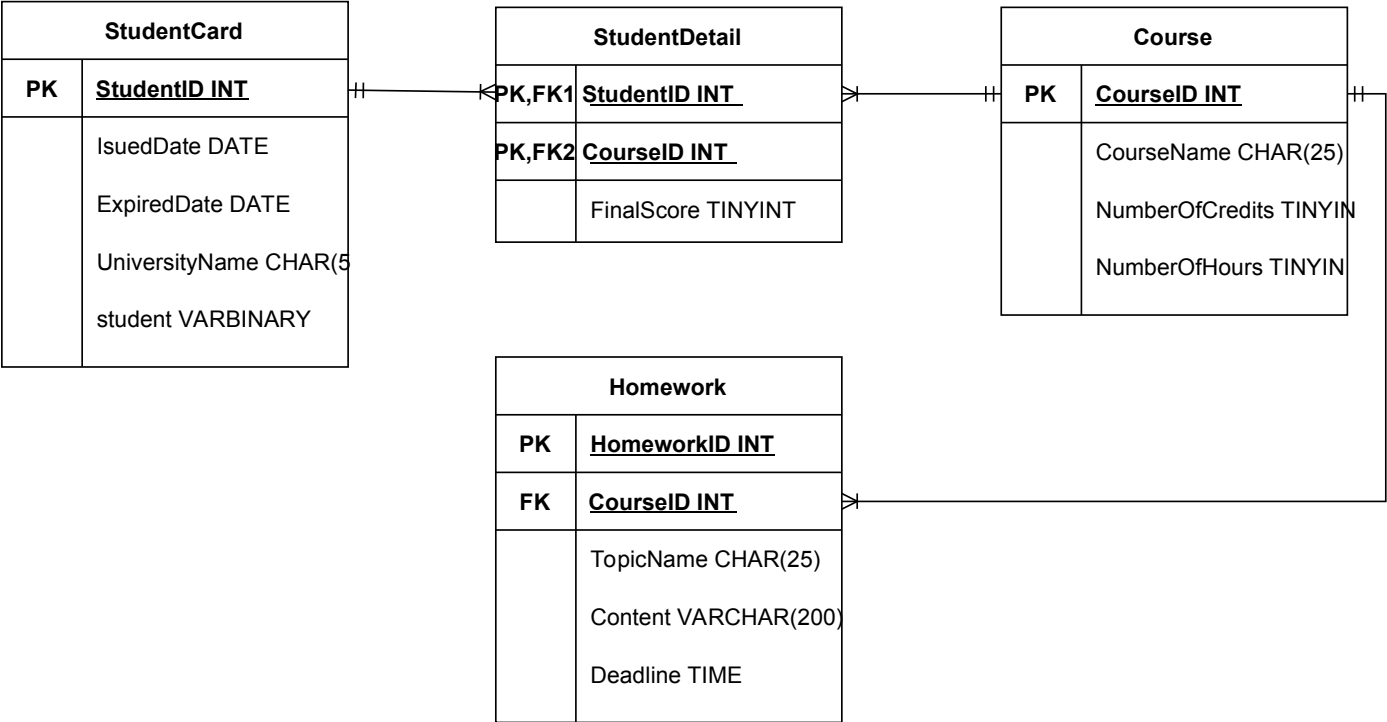 StudentCard
PK StudentID INT
IsuedDate DATE
ExpiredDate DATE
UniversityName CHAR(5
student VARBINARY
StudentDetail
PK,FK1 StudentID INT
PK,FK2 CourseID INT
FinalScore TINYINT
Course
PK CourseID INT
CourseName CHAR(25)
NumberOfCredits TINYIN
NumberOfHours TINYIN
Homework
PK HomeworkID INT
FK CourseID INT
TopicName CHAR(25)
Content VARCHAR(200)
Deadline TIME